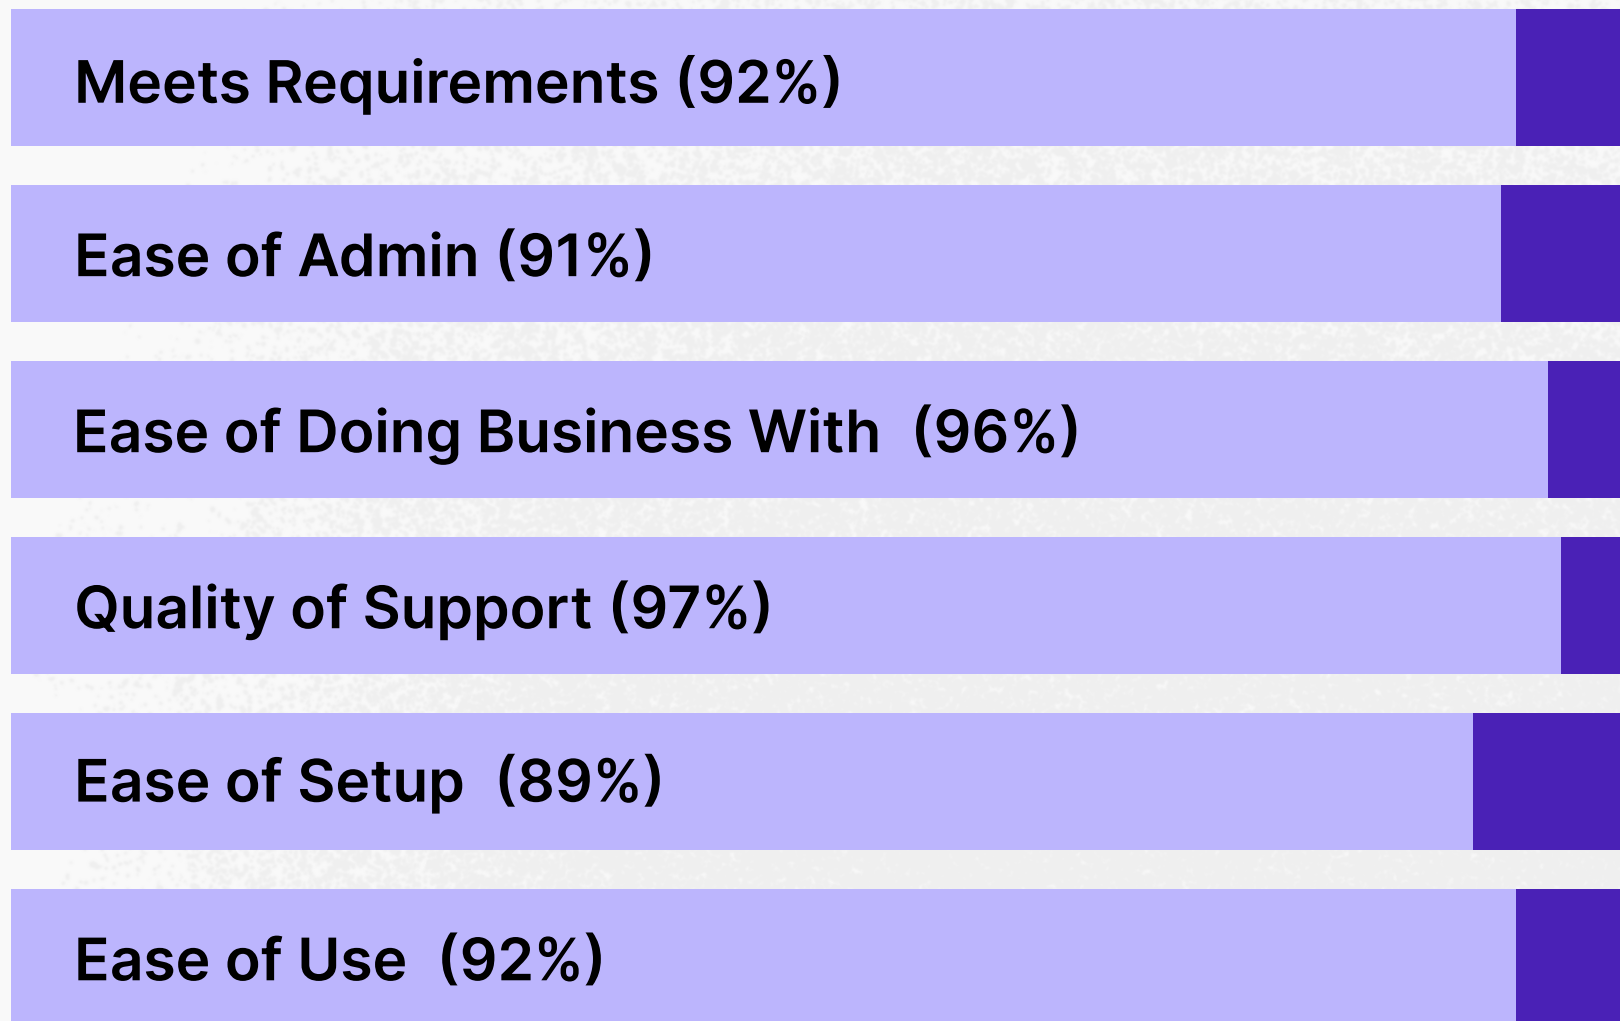 Meets Requirements (92%)
Ease of Admin (91%)
Ease of Doing Business With (96%)
Quality of Support (97%)
Ease of Setup (89%)
Ease of Use (92%)